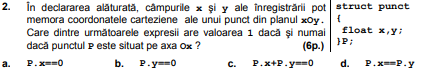 2. În declararea alăturată, câmpurile x şi y ale înregistrării pot
memora coordonatele carteziene ale unui punct din planul xOy.
Care dintre următoarele expresii are valoarea 1 dacă şi numai
dacă punctul P este situat pe axa Ox ? (6p.)
struct punct
{
float x,y;
}P;
a. P.x==0 b. P.y==0 c. P.x+P.y==0 d. P.x==P.y